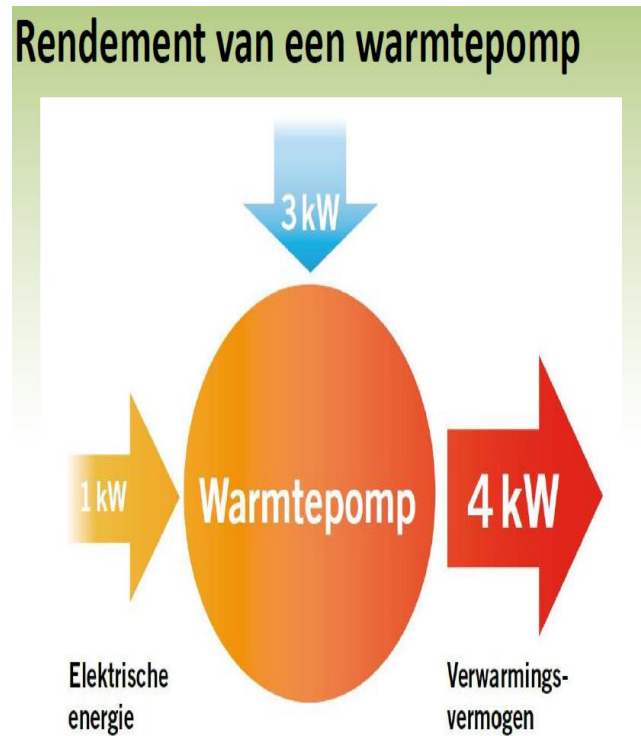 Rendement van een warmtepomp
3 kW
1 kW
Warmtepomp
4 kW
Elektrische
energie
Verwarmings-
vermogen